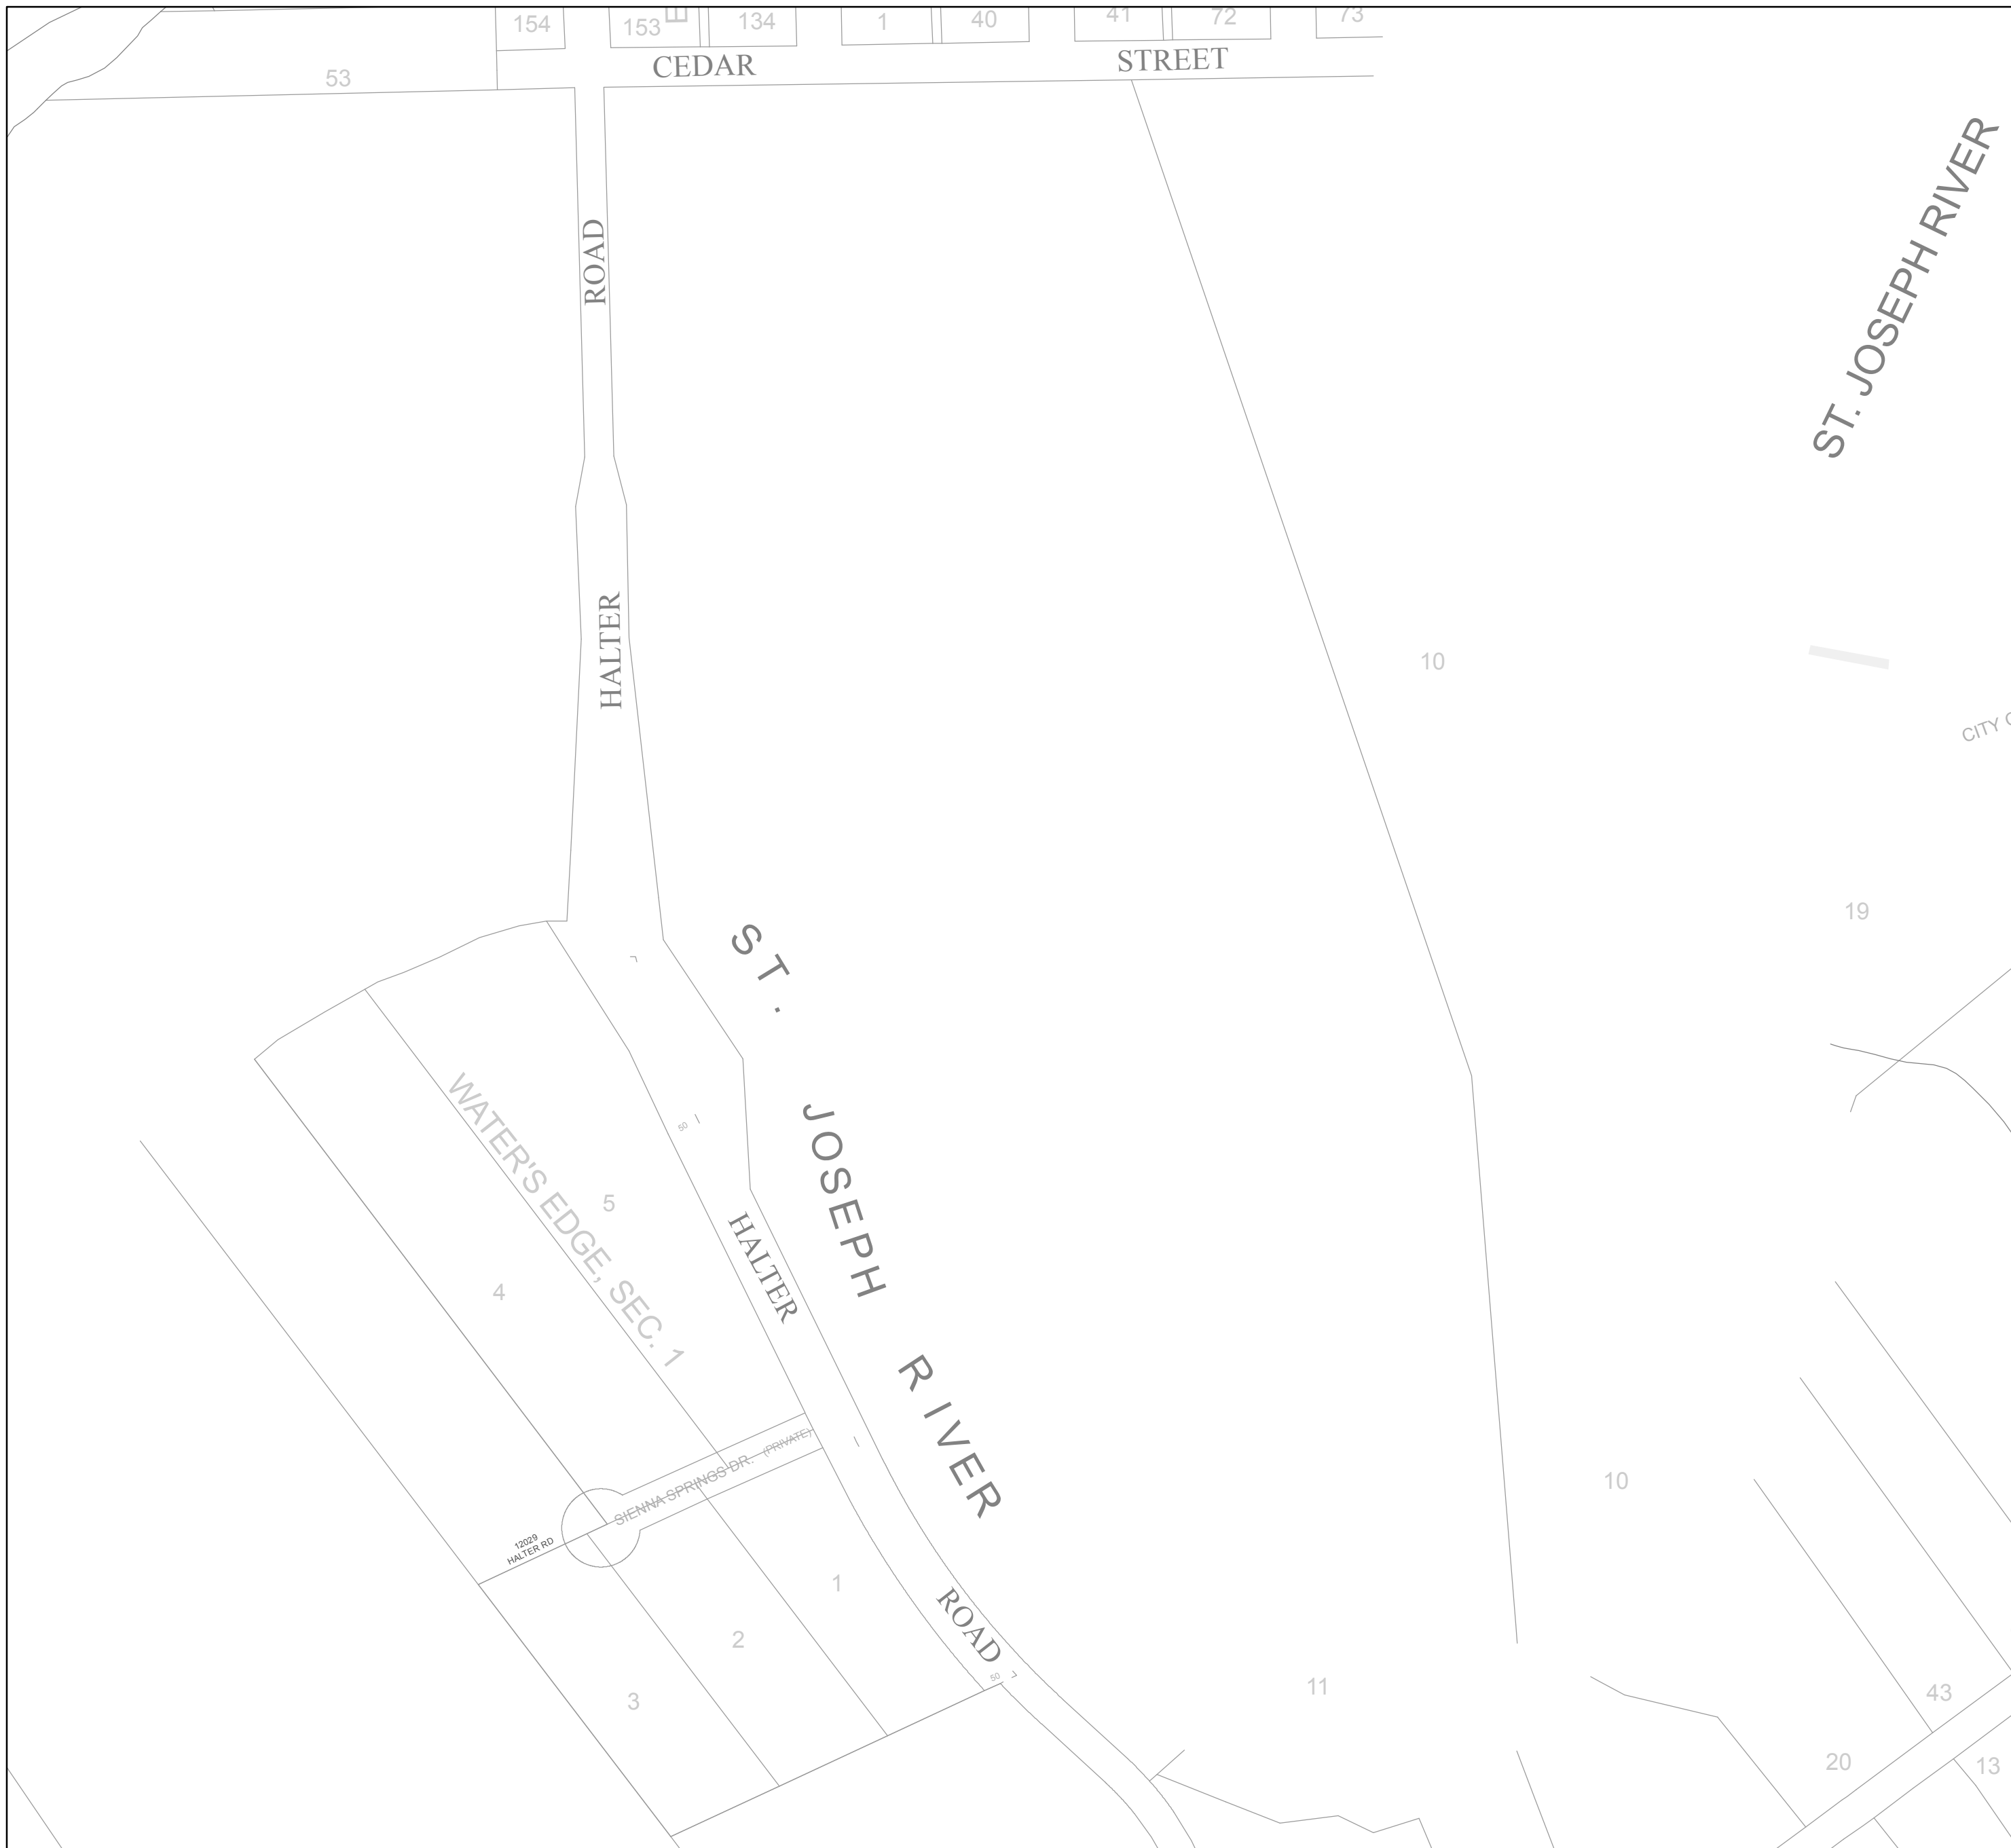 154
153
134
1
40
41
72
73
53
CEDAR STREET
ROAD
HALTER
ST. JOSEPH RIVER
10
CITY
19
ST. JOSEPH RIVER
50
WATER'S EDGE, SEC. 1
5
4
HALTER
SIENNA SPRINGS DR. (PRIVATE)
12029
HALTER RD
10
1
ROAD
50
2
3
11
43
20
13